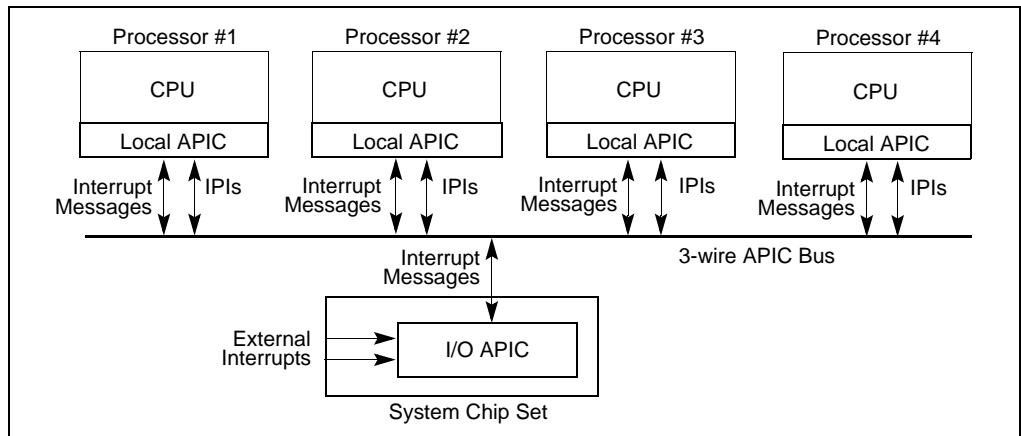 Processor #1
Processor #2
Processor #3
Processor #4
CPU
CPU
CPU
CPU
Local APIC
Local APIC
Local APIC
Local APIC
Interrupt
Messages
IPIs
Interrupt
Messages
IPIs
Interrupt
Messages
IPIs
Interrupt
Messages
IPIs
Interrupt
Messages
3-wire APIC Bus
External
Interrupts
I/O APIC
System Chip Set